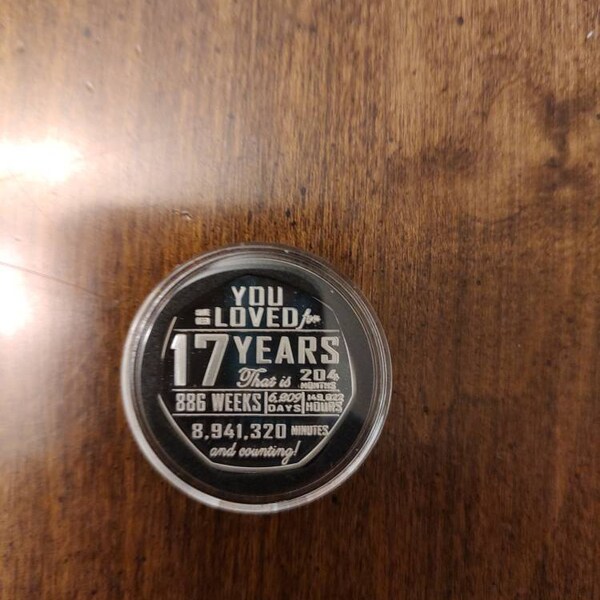 YOU
LOVED for
17 YEARS
That is 204 MONTHS
886 WEEKS 6,209 DAYS 149,022 HOURS
8,941,320 MINUTES
and counting!